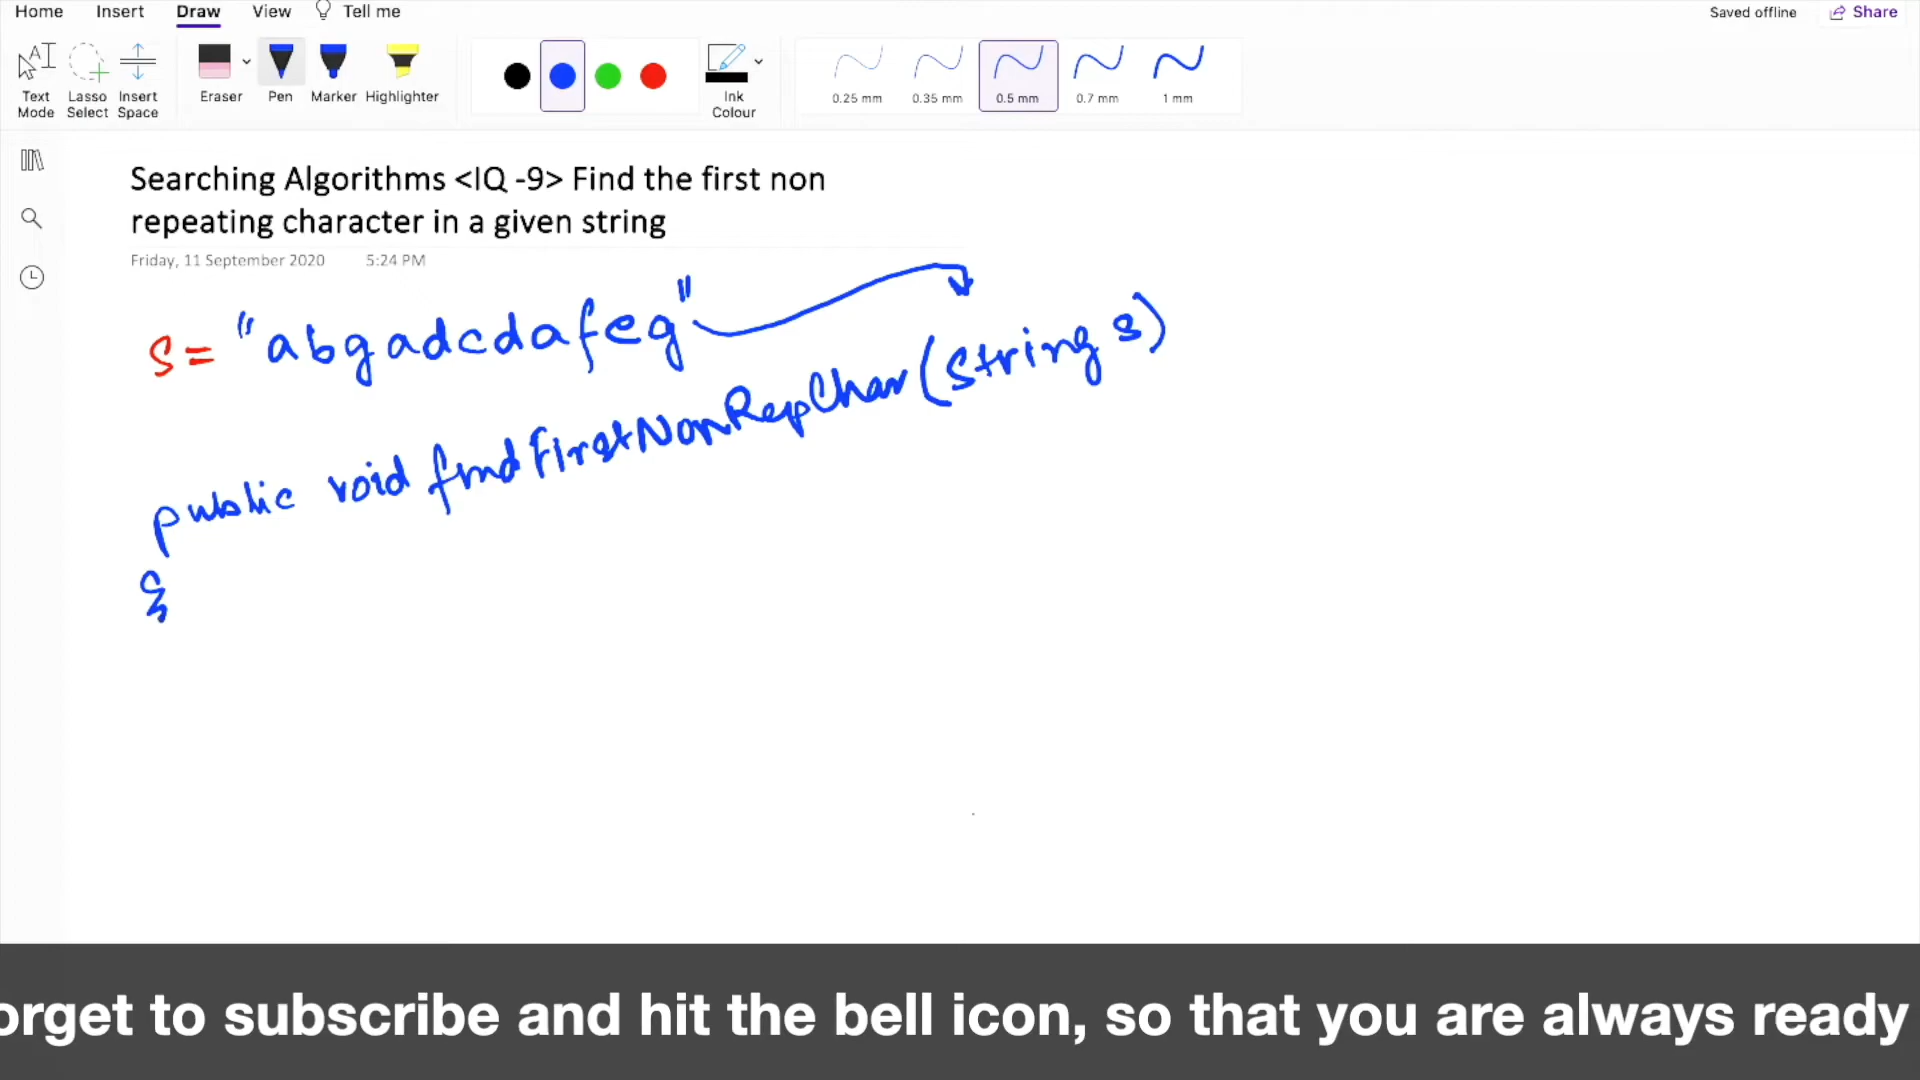 Home Insert Draw View Tell me Saved offline Share
Text Mode Lasso Select Insert Space Eraser Pen Marker Highlighter Ink Colour 0.25 mm 0.35 mm 0.5 mm 0.7 mm 1 mm
Searching Algorithms <IQ -9> Find the first non
repeating character in a given string
Friday, 11 September 2020 5:24 PM
S= "abgadcdafeg"
public void findFirstNonRepChar(String s)
{
orget to subscribe and hit the bell icon, so that you are always ready